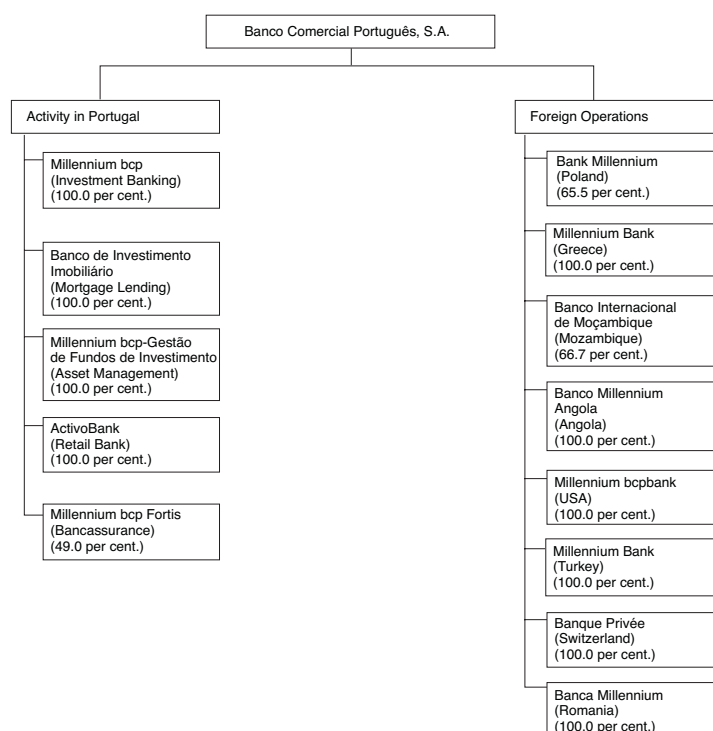 Banco Comercial Português, S.A.
Activity in Portugal
Millennium bcp
(Investment Banking)
(100.0 per cent.)
Banco de Investimento
Imobiliário
(Mortgage Lending)
(100.0 per cent.)
Millennium bcp-Gestão
de Fundos de Investimento
(Asset Management)
(100.0 per cent.)
ActivoBank
(Retail Bank)
(100.0 per cent.)
Millennium bcp Fortis
(Bancassurance)
(49.0 per cent.)
Foreign Operations
Bank Millennium
(Poland)
(65.5 per cent.)
Millennium Bank
(Greece)
(100.0 per cent.)
Banco Internacional
de Moçambique
(Mozambique)
(66.7 per cent.)
Banco Millennium
Angola
(Angola)
(100.0 per cent.)
Millennium bcpbank
(USA)
(100.0 per cent.)
Millennium Bank
(Turkey)
(100.0 per cent.)
Banque Privée
(Switzerland)
(100.0 per cent.)
Banca Millennium
(Romania)
(100.0 per cent.)